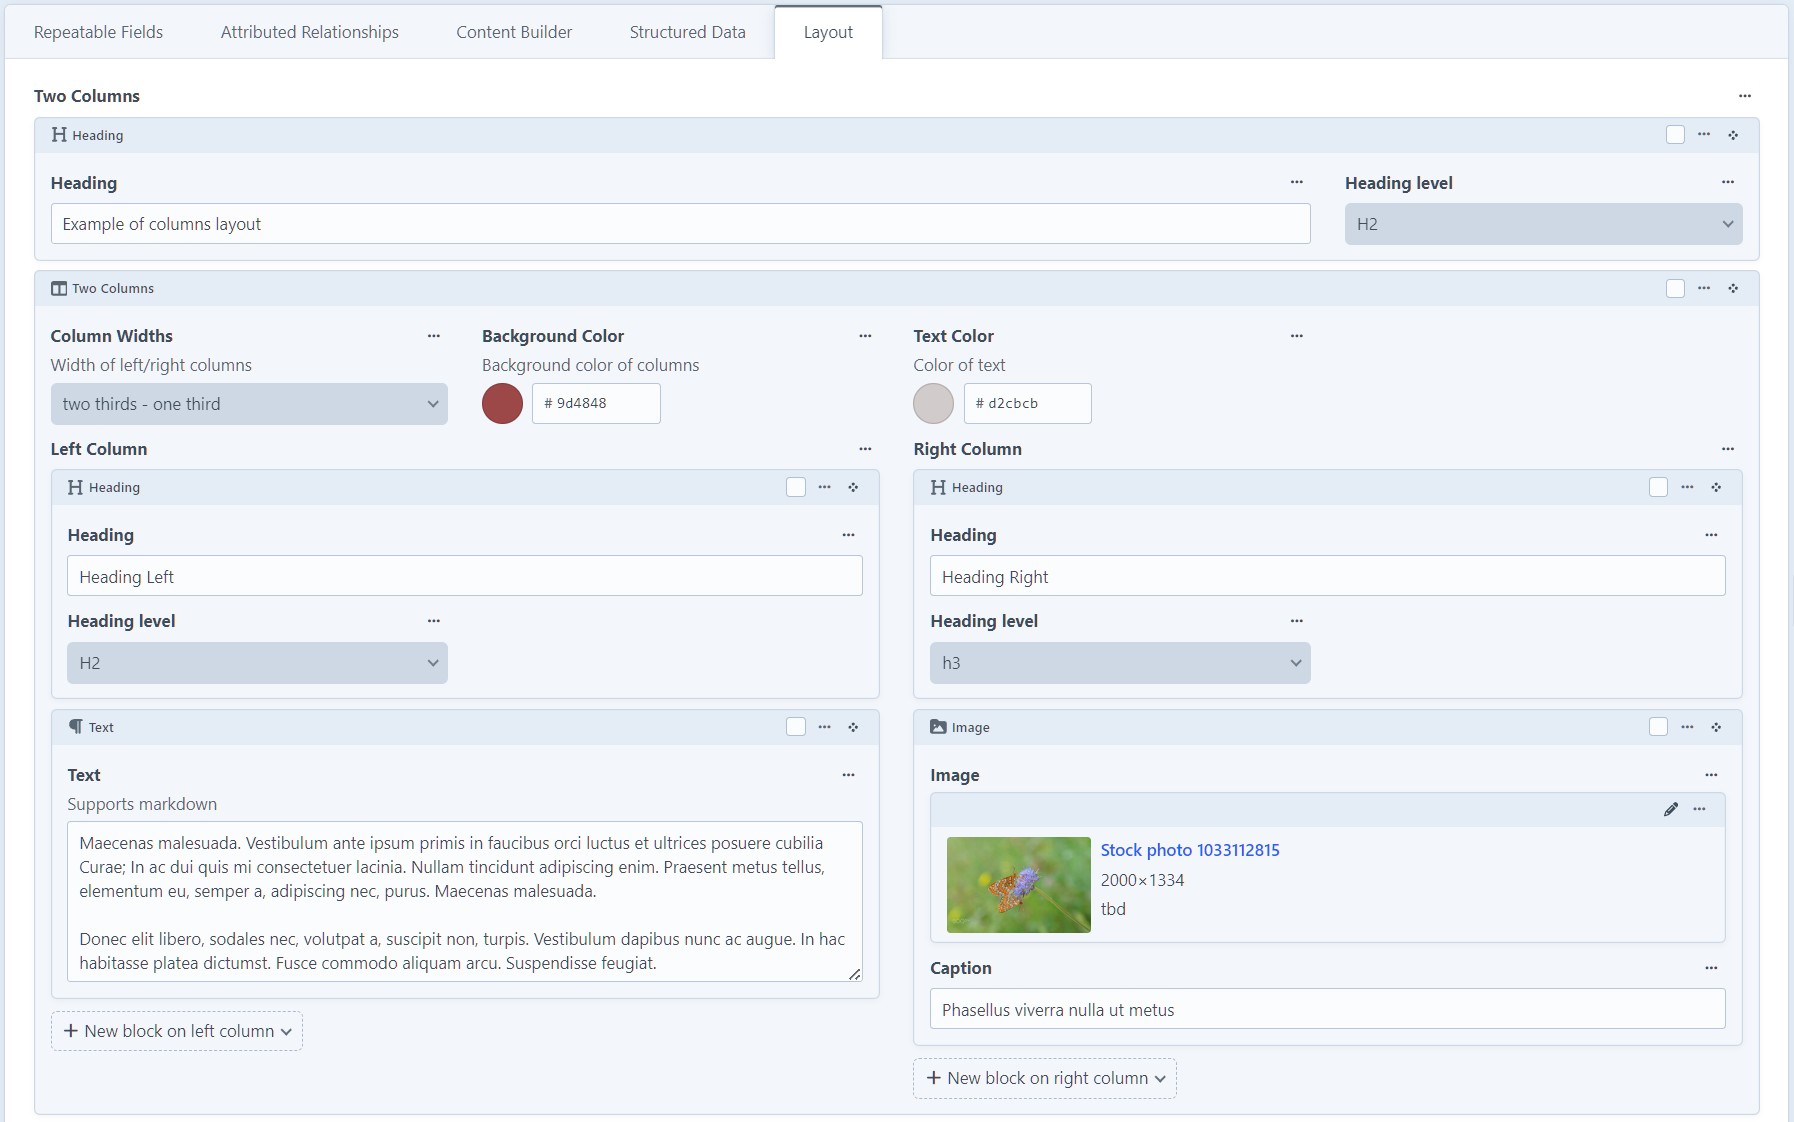 Repeatable Fields
Attributed Relationships
Content Builder
Structured Data
Layout
Two Columns
Heading
Heading
Heading level
Example of columns layout
H2
Two Columns
Column Widths
Background Color
Text Color
Width of left/right columns
Background color of columns
Color of text
two thirds - one third
# 9d4848
# d2cbcb
Left Column
Heading
Heading
Heading Left
Heading level
H2
Text
Text
Supports markdown
Maecenas malesuada. Vestibulum ante ipsum primis in faucibus orci luctus et ultrices posuere cubilia
Curae; In ac dui quis mi consectetuer lacinia. Nullam tincidunt adipiscing enim. Praesent metus tellus,
elementum eu, semper a, adipiscing nec, purus. Maecenas malesuada.
Donec elit libero, sodales nec, volutpat a, suscipit non, turpis. Vestibulum dapibus nunc ac augue. In hac
habitasse platea dictumst. Fusce commodo aliquam arcu. Suspendisse feugiat.
New block on left column
Right Column
Heading
Heading
Heading Right
Heading level
h3
Image
Image
Stock photo 1033112815
2000×1334
tbd
Caption
Phasellus viverra nulla ut metus
New block on right column